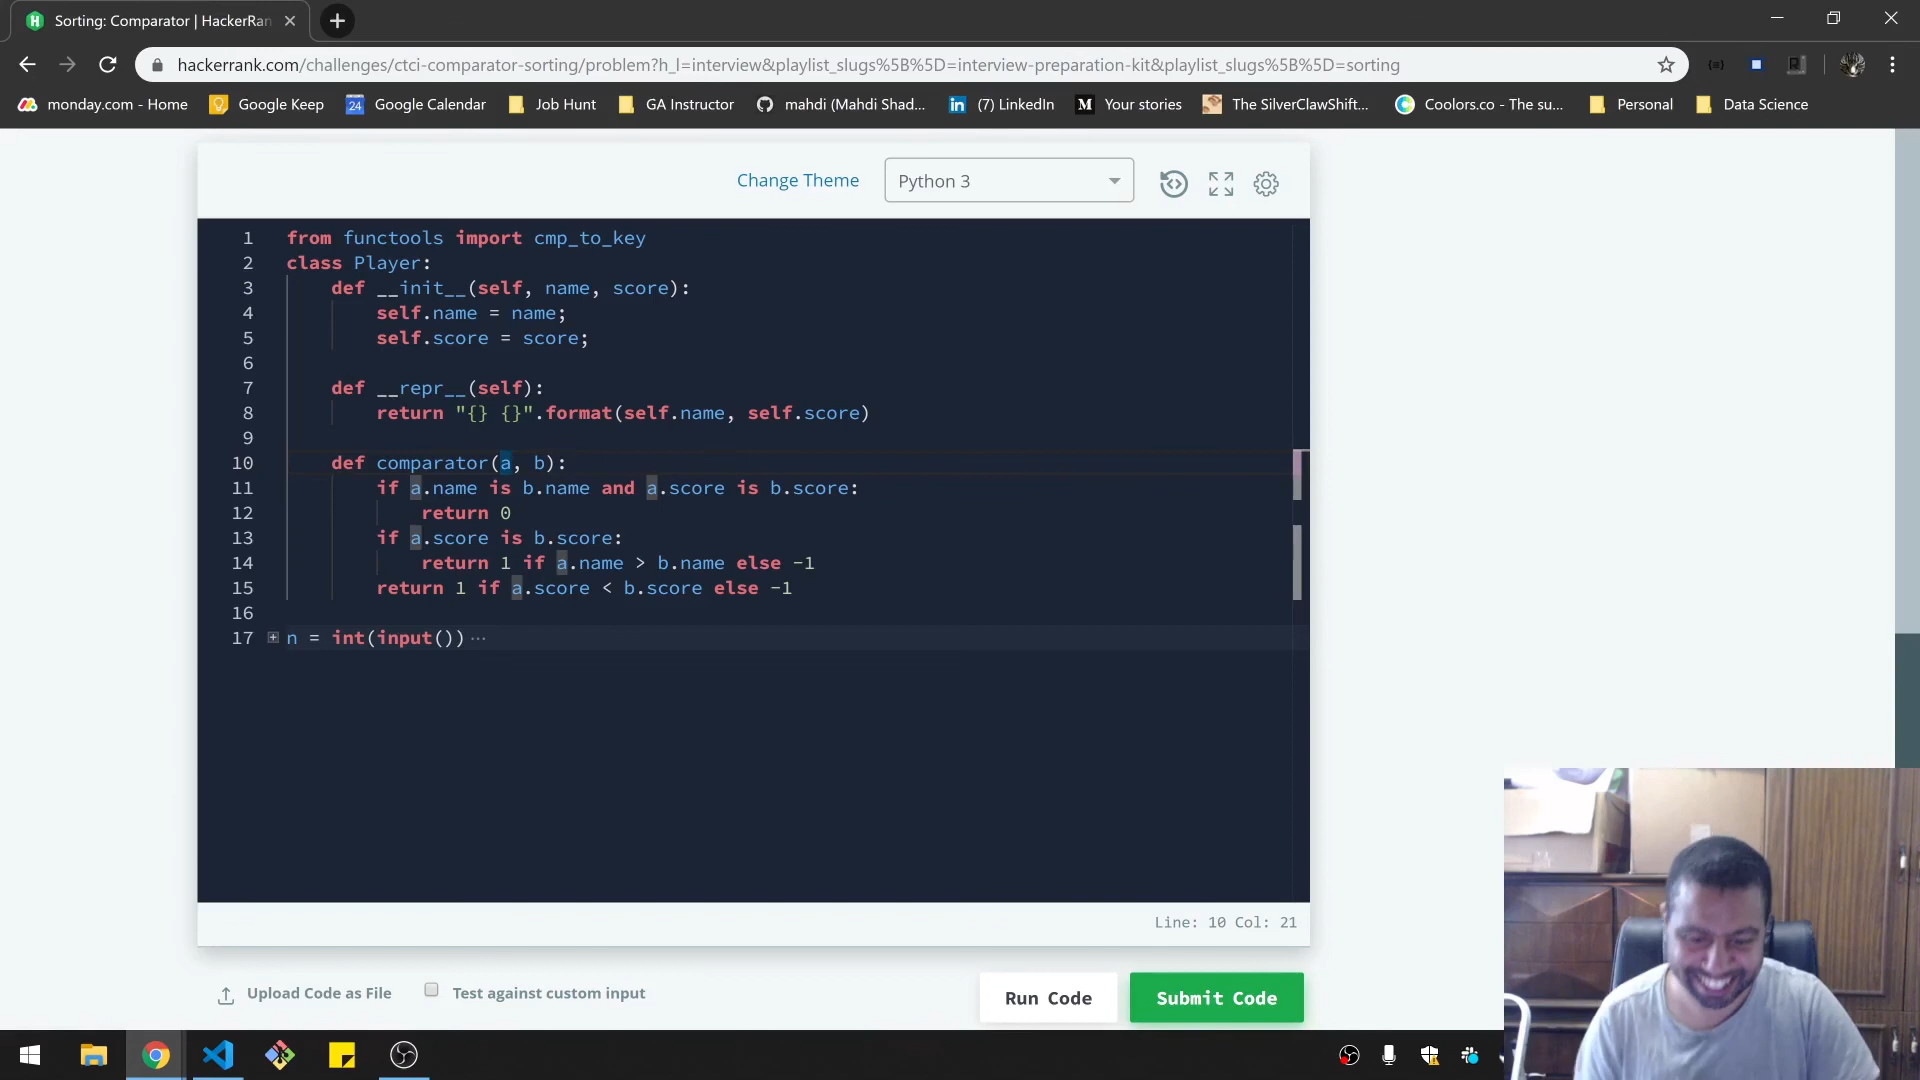 Sorting: Comparator | HackerRan
hackerrank.com/challenges/ctci-comparator-sorting/problem?h_l=interview&playlist_slugs%5B%5D=interview-preparation-kit&playlist_slugs%5B%5D=sorting
monday.com - Home
Google Keep
24
Google Calendar
Job Hunt
GA Instructor
mahdi (Mahdi Shad...
in
(7) LinkedIn
M
Your stories
The SilverClawShift...
Coolors.co - The su...
Personal
Data Science
Change Theme
Python 3
1 from functools import cmp_to_key
2 class Player:
3 def __init__(self, name, score):
4 self.name = name;
5 self.score = score;
6
7 def __repr__(self):
8 return "{} {}".format(self.name, self.score)
9
10 def comparator(a, b):
11 if a.name is b.name and a.score is b.score:
12 return 0
13 if a.score is b.score:
14 return 1 if a.name > b.name else -1
15 return 1 if a.score < b.score else -1
16
17 n = int(input())
Line: 10 Col: 21
Upload Code as File
Test against custom input
Run Code
Submit Code